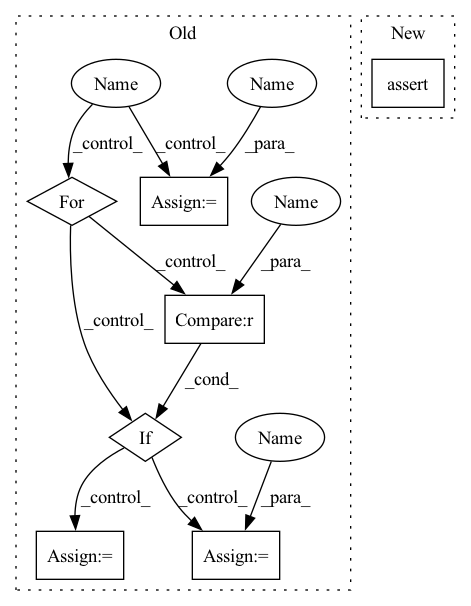 Old
New
Name
Name
assert
_control_
_control_
_para_
For
Assign:=
Name
_control_
_para_
_control_
Compare:r
_cond_
If
Name
_control_
_control_
_para_
Assign:=
Assign:=